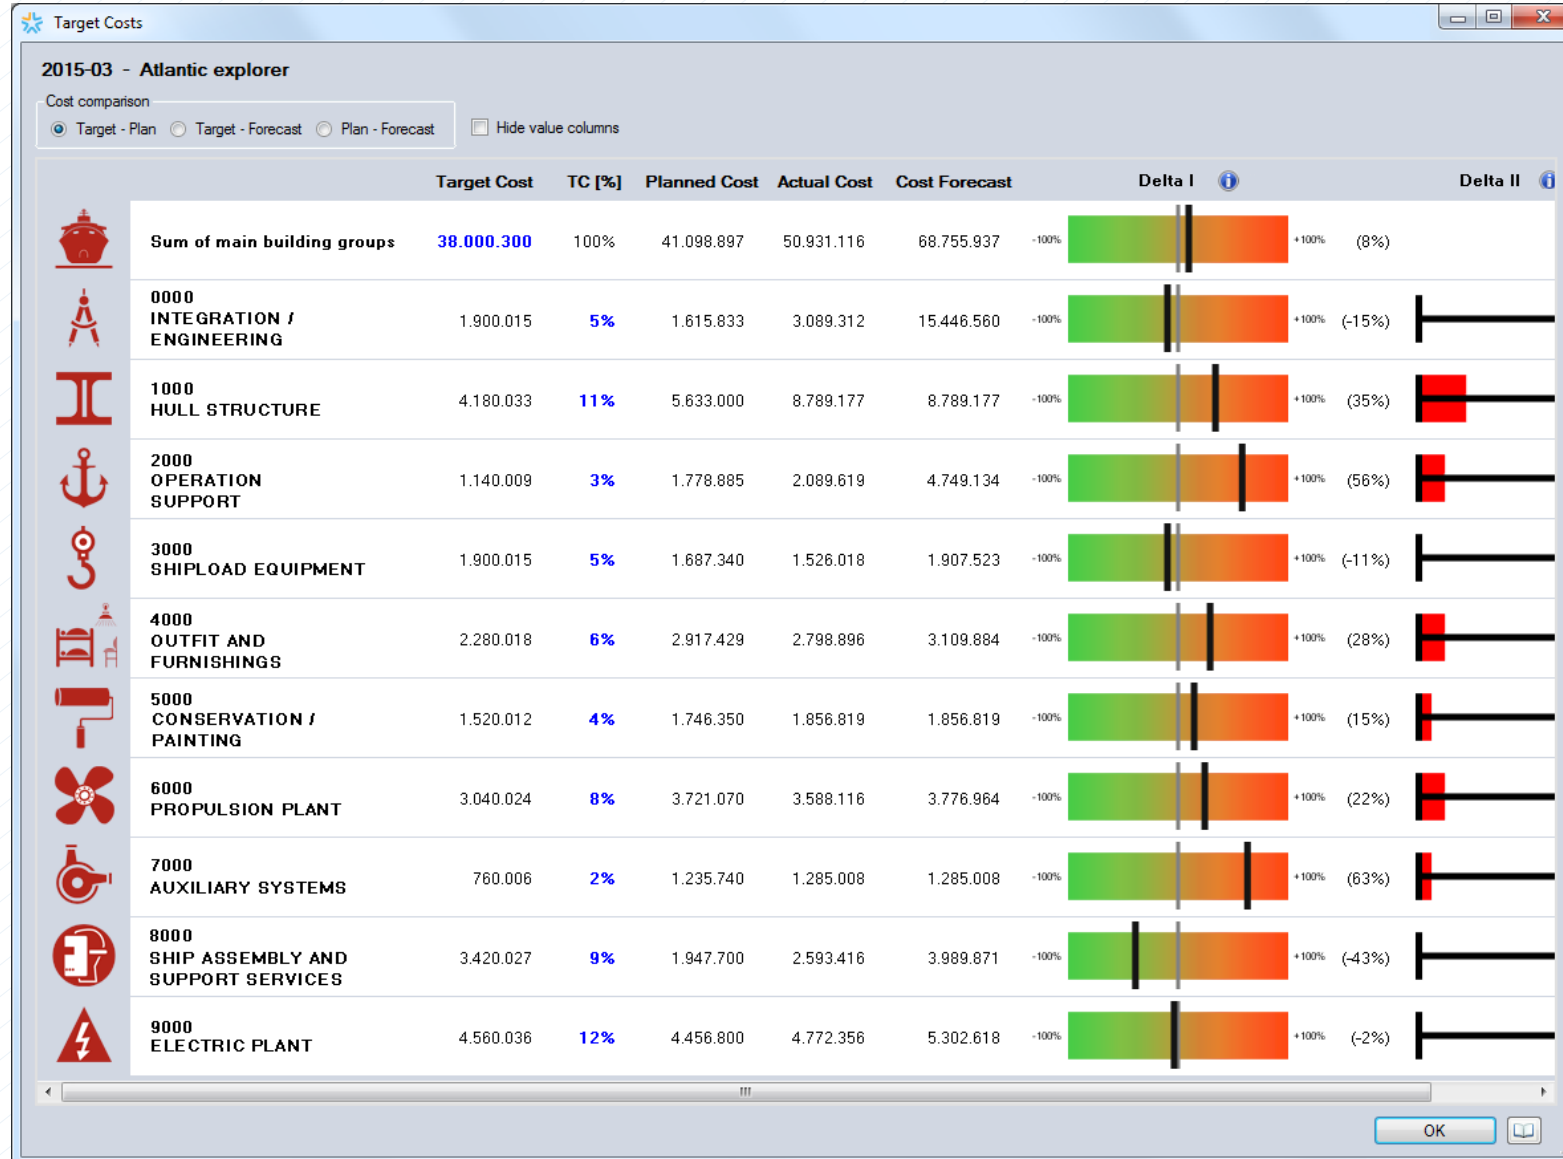 Target Costs
2015-03 - Atlantic explorer
Cost comparison
Target - Plan Target - Forecast Plan - Forecast Hide value columns
Target Cost TC [%] Planned Cost Actual Cost Cost Forecast Delta I Delta II
Sum of main building groups 38.000.300 100% 41.098.897 50.931.116 68.755.937 -100% +100% (8%)
0000
INTEGRATION /
ENGINEERING
1.900.015 5% 1.615.833 3.089.312 15.446.560 -100% +100% (-15%)
1000
HULL STRUCTURE
4.180.033 11% 5.633.000 8.789.177 8.789.177 -100% +100% (35%)
2000
OPERATION
SUPPORT
1.140.009 3% 1.778.885 2.089.619 4.749.134 -100% +100% (56%)
3000
SHIPLOAD EQUIPMENT
1.900.015 5% 1.687.340 1.526.018 1.907.523 -100% +100% (-11%)
4000
OUTFIT AND
FURNISHINGS
2.280.018 6% 2.917.429 2.798.896 3.109.884 -100% +100% (28%)
5000
CONSERVATION /
PAINTING
1.520.012 4% 1.746.350 1.856.819 1.856.819 -100% +100% (15%)
6000
PROPULSION PLANT
3.040.024 8% 3.721.070 3.588.116 3.776.964 -100% +100% (22%)
7000
AUXILIARY SYSTEMS
760.006 2% 1.235.740 1.285.008 1.285.008 -100% +100% (63%)
8000
SHIP ASSEMBLY AND
SUPPORT SERVICES
3.420.027 9% 1.947.700 2.593.416 3.989.871 -100% +100% (-43%)
9000
ELECTRIC PLANT
4.560.036 12% 4.456.800 4.772.356 5.302.618 -100% +100% (-2%)
OK